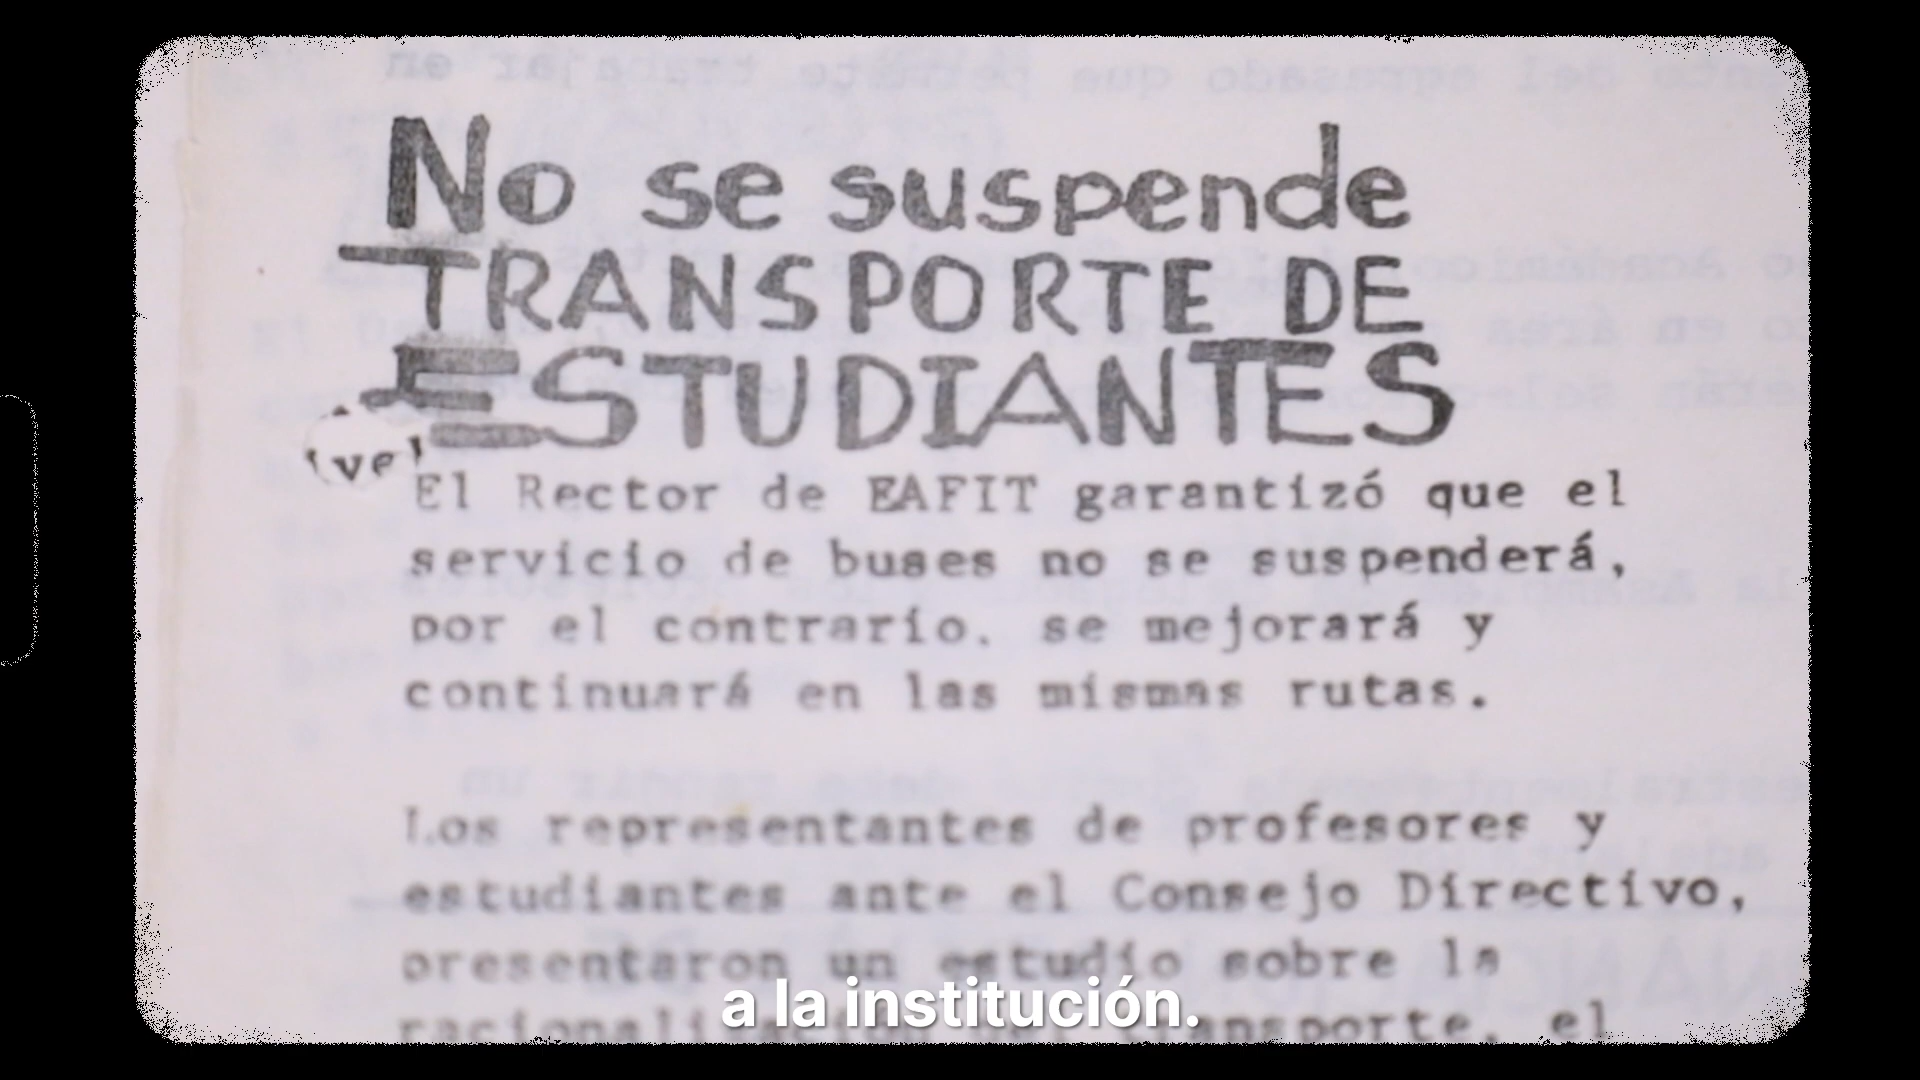 No se suspende
TRANSPORTE DE
ESTUDIANTES
've'
El Rector de EAFIT garantizó que el
servicio de buses no se suspenderá,
por el contrario. se mejorará y
continuará en las mismas rutas.
Los representantes de profesores y
estudiantes ante el Consejo Directivo,
presentaron un estudio sobre la
transporte, el
a la institución.